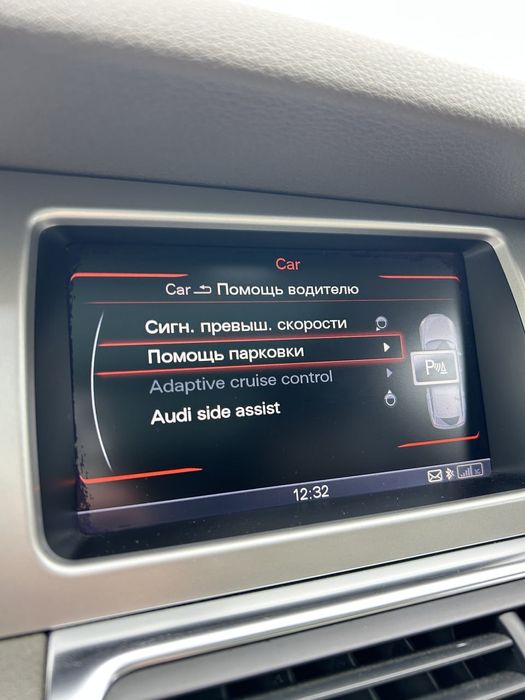 Car
Car Помощь водителю
Сигн. превыш. скорости
Помощь парковки
Adaptive cruise control
Audi side assist
P
12:32